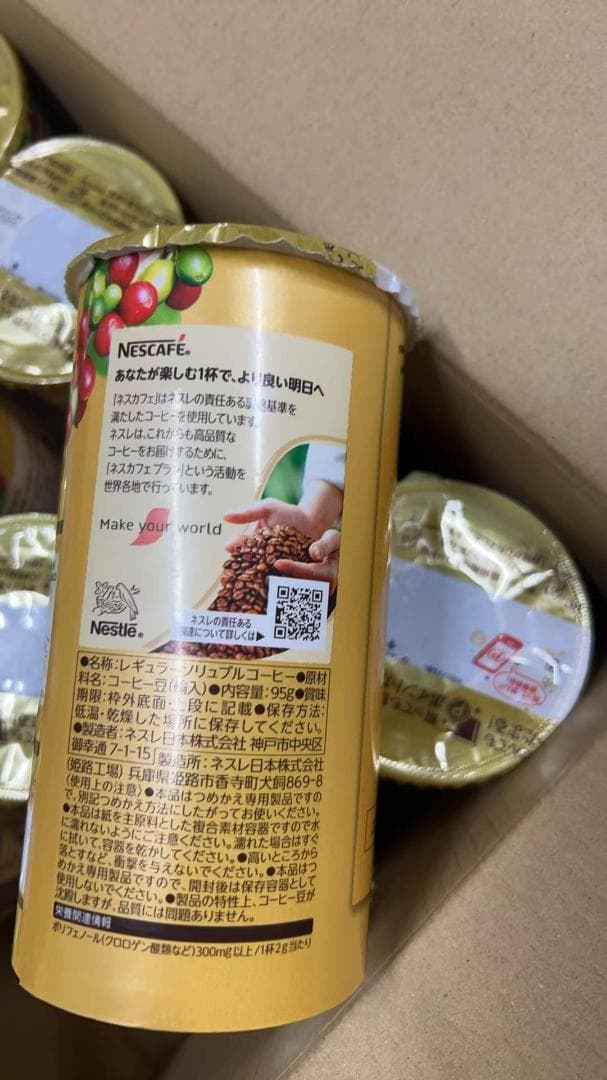 NESCAFÉ®
あなたが楽しむ1杯で、より良い明日へ
「ネスカフェ」はネスレの責任ある調達基準を
満たしたコーヒーを使用しています。
ネスレは、これからも高品質な
コーヒーをお届けするために、
「ネスカフェ プラン」という活動を
世界各地で行っています。
Make your world
Nestlé®
ネスレの責任ある
調達について詳しくは▶
●名称:レギュラーソリュブルコーヒー●原材
料名:コーヒー豆(輸入)●内容量:95g●賞味
期限:枠外底面上段に記載●保存方法:
低温・乾燥した場所に保存してください。
●製造者:ネスレ日本株式会社 神戸市中央区
御幸通7-1-15 製造所:ネスレ日本株式会社
(姫路工場) 兵庫県姫路市香寺町犬飼869-8
〈使用上の注意〉●本品はつめかえ専用製品ですの
で、別記つめかえ方法にしたがってお使いください。
●本品は紙を主原料とした複合素材容器ですので水
に濡れないようにご注意ください。濡れた場合はすぐ
に拭いて、容器を乾かしてください。●高いところから
落とすなど、衝撃を与えないでください。●本品はつ
めかえ専用製品ですので、開封後は保存容器として
使用しないでください。●製品の特性上、コーヒー豆が
沈殿しますが、品質には問題ありません。
栄養関連情報
ポリフェノール(クロロゲン酸類など)300mg以上/1杯2g当たり